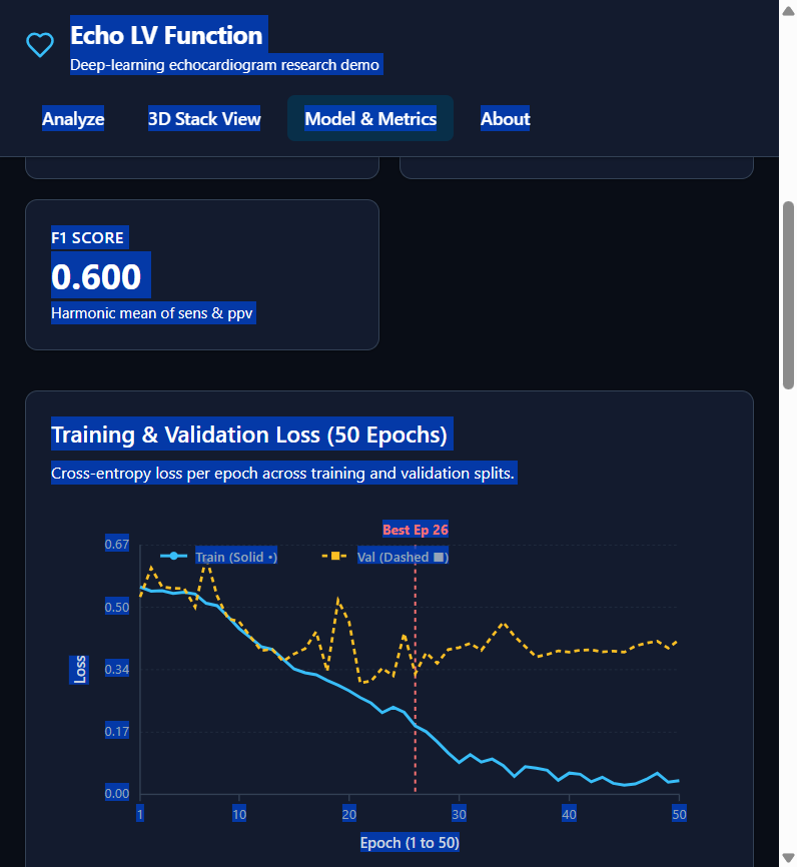 Echo LV Function
Deep-learning echocardiogram research demo
Analyze
3D Stack View
Model & Metrics
About
F1 SCORE
0.600
Harmonic mean of sens & ppv
Training & Validation Loss (50 Epochs)
Cross-entropy loss per epoch across training and validation splits.
Best Ep 26
Train (Solid •)
Val (Dashed ■)
0.67
0.50
0.34
0.17
0.00
Loss
1
10
20
30
40
50
Epoch (1 to 50)